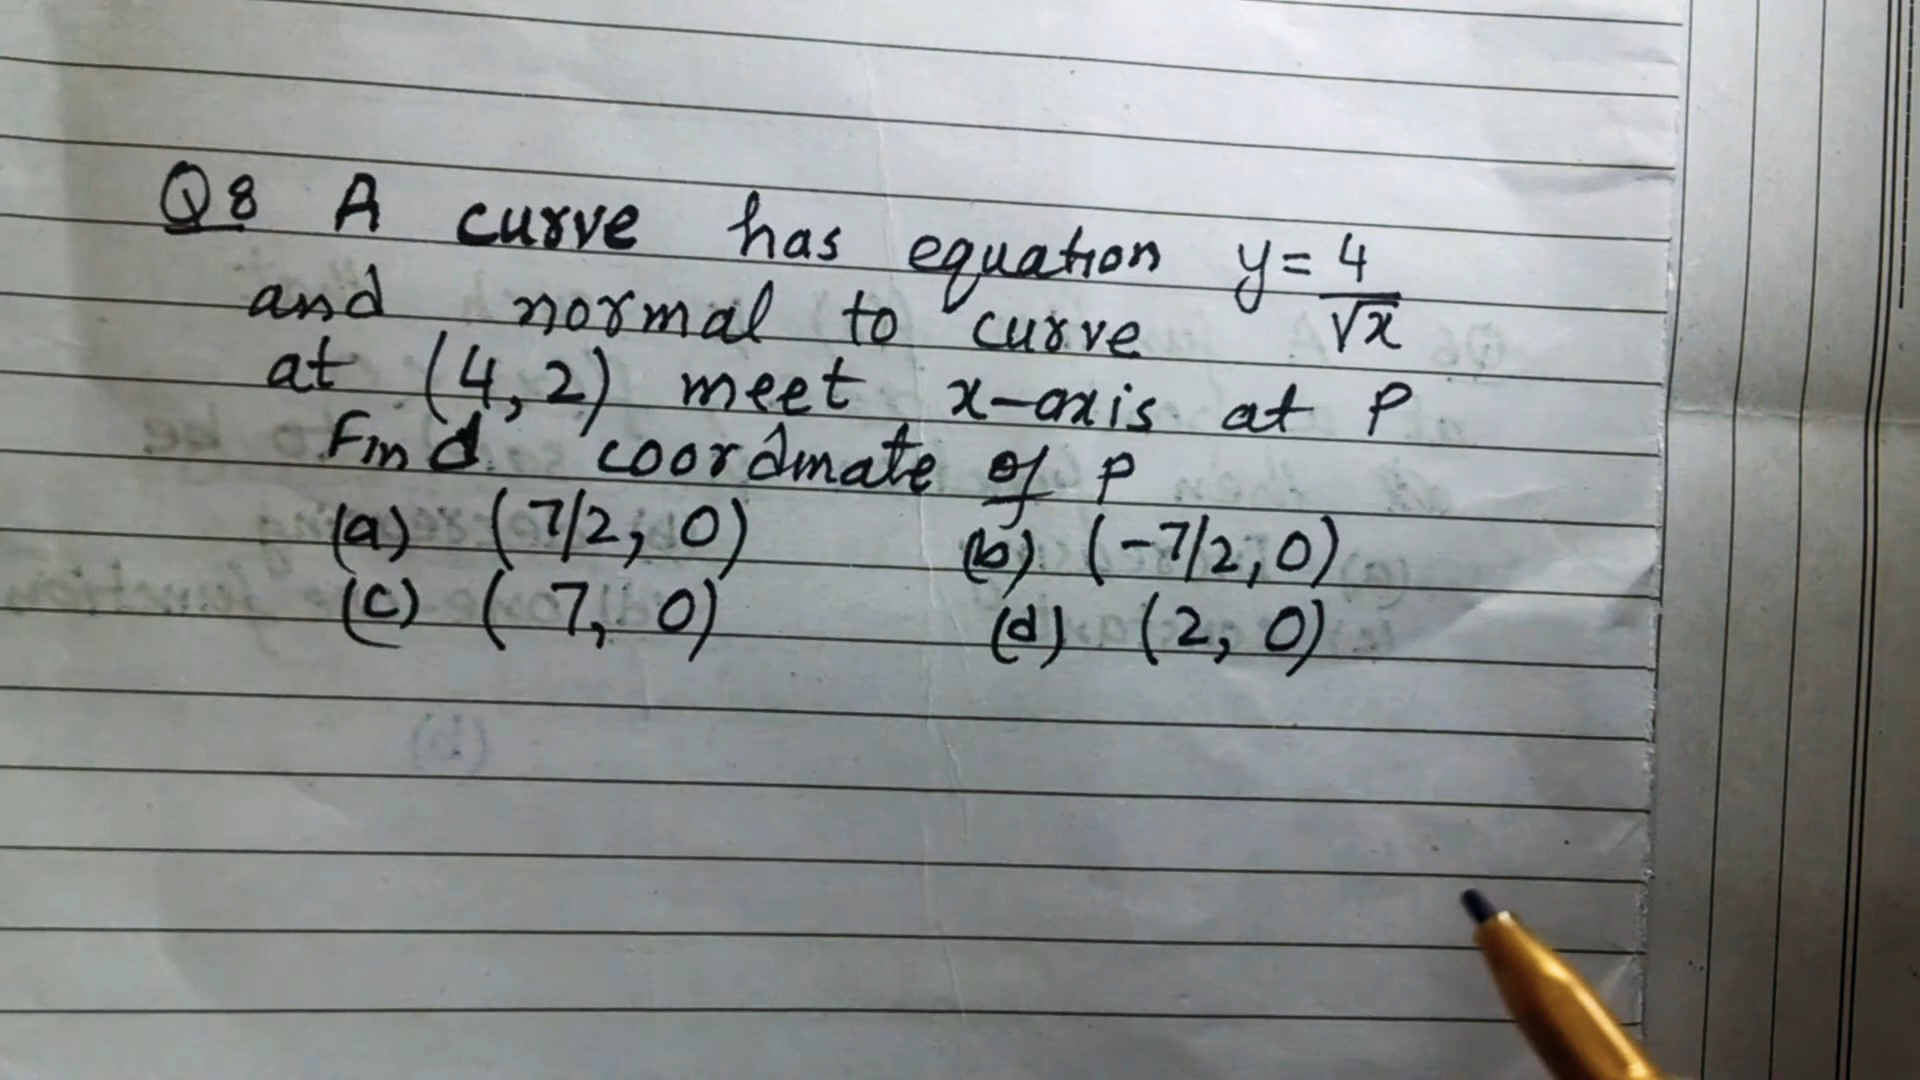 Q8 A curve has equation y = 4/√x
and normal to curve
at (4,2) meet x-axis at P
Find coordinate of P
(a) (7/2, 0) (b) (-7/2, 0)
(c) (7, 0) (d) (2, 0)
(b)